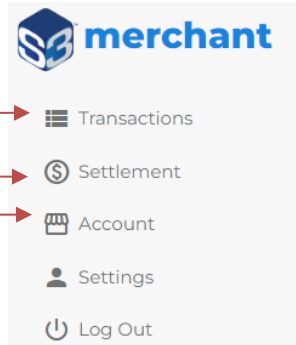 S3 merchant
Transactions
Settlement
Account
Settings
Log Out